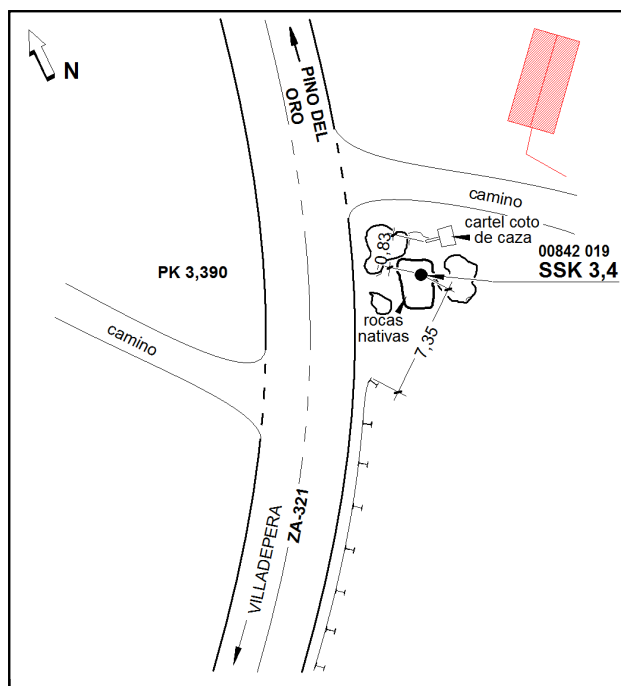 N
PINO DEL
ORO
camino
cartel coto
de caza
0,83
00842 019
SSK 3,4
PK 3,390
rocas
nativas
7,35
camino
VILLADEPERA
ZA-321